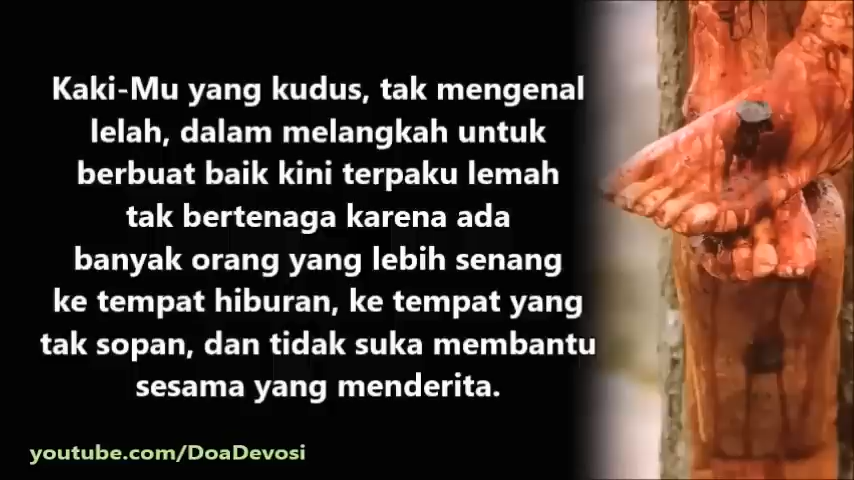 Kaki-Mu yang kudus, tak mengenal
lelah, dalam melangkah untuk
berbuat baik kini terpaku lemah
tak bertenaga karena ada
banyak orang yang lebih senang
ke tempat hiburan, ke tempat yang
tak sopan, dan tidak suka membantu
sesama yang menderita.
youtube.com/DoaDevosi